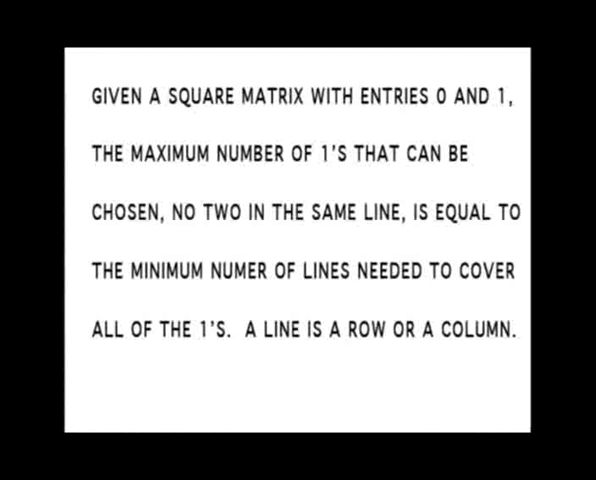 GIVEN A SQUARE MATRIX WITH ENTRIES 0 AND 1,
THE MAXIMUM NUMBER OF 1'S THAT CAN BE
CHOSEN, NO TWO IN THE SAME LINE, IS EQUAL TO
THE MINIMUM NUMER OF LINES NEEDED TO COVER
ALL OF THE 1'S. A LINE IS A ROW OR A COLUMN.